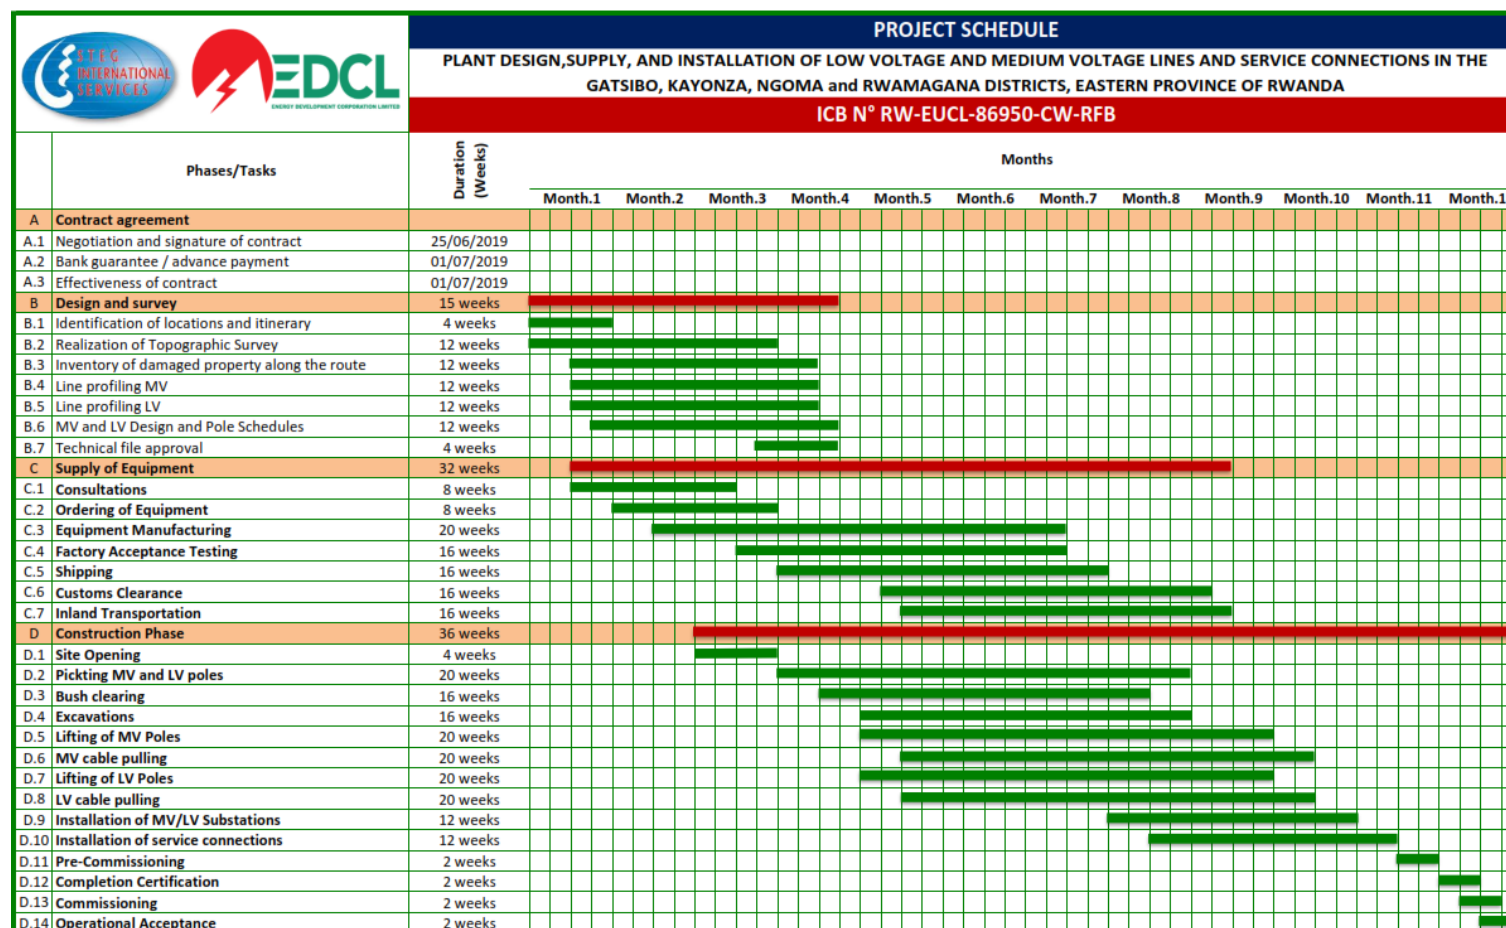 STEG
INTERNATIONAL
SERVICES
EDCL
ENERGY DEVELOPMENT CORPORATION LIMITED
PROJECT SCHEDULE
PLANT DESIGN,SUPPLY, AND INSTALLATION OF LOW VOLTAGE AND MEDIUM VOLTAGE LINES AND SERVICE CONNECTIONS IN THE
GATSIBO, KAYONZA, NGOMA and RWAMAGANA DISTRICTS, EASTERN PROVINCE OF RWANDA
ICB N° RW-EUCL-86950-CW-RFB
Phases/Tasks
Duration
(Weeks)
Months
Month.1 Month.2 Month.3 Month.4 Month.5 Month.6 Month.7 Month.8 Month.9 Month.10 Month.11 Month.1
A Contract agreement
A.1 Negotiation and signature of contract 25/06/2019
A.2 Bank guarantee / advance payment 01/07/2019
A.3 Effectiveness of contract 01/07/2019
B Design and survey 15 weeks
B.1 Identification of locations and itinerary 4 weeks
B.2 Realization of Topographic Survey 12 weeks
B.3 Inventory of damaged property along the route 12 weeks
B.4 Line profiling MV 12 weeks
B.5 Line profiling LV 12 weeks
B.6 MV and LV Design and Pole Schedules 12 weeks
B.7 Technical file approval 4 weeks
C Supply of Equipment 32 weeks
C.1 Consultations 8 weeks
C.2 Ordering of Equipment 8 weeks
C.3 Equipment Manufacturing 20 weeks
C.4 Factory Acceptance Testing 16 weeks
C.5 Shipping 16 weeks
C.6 Customs Clearance 16 weeks
C.7 Inland Transportation 16 weeks
D Construction Phase 36 weeks
D.1 Site Opening 4 weeks
D.2 Pickting MV and LV poles 20 weeks
D.3 Bush clearing 16 weeks
D.4 Excavations 16 weeks
D.5 Lifting of MV Poles 20 weeks
D.6 MV cable pulling 20 weeks
D.7 Lifting of LV Poles 20 weeks
D.8 LV cable pulling 20 weeks
D.9 Installation of MV/LV Substations 12 weeks
D.10 Installation of service connections 12 weeks
D.11 Pre-Commissioning 2 weeks
D.12 Completion Certification 2 weeks
D.13 Commissioning 2 weeks
D.14 Operational Acceptance 2 weeks